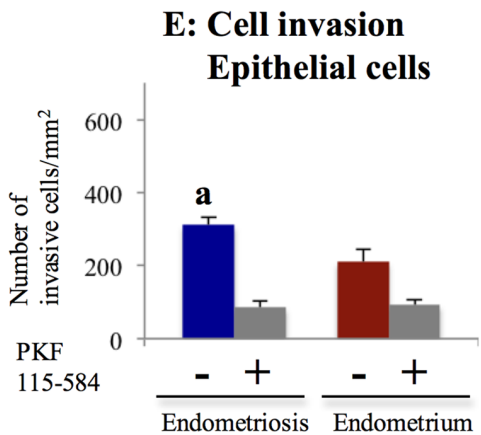 E: Cell invasion
Epithelial cells
Number of
invasive cells/mm²
600
400
200
0
a
PKF
115-584
- + - +
Endometriosis Endometrium